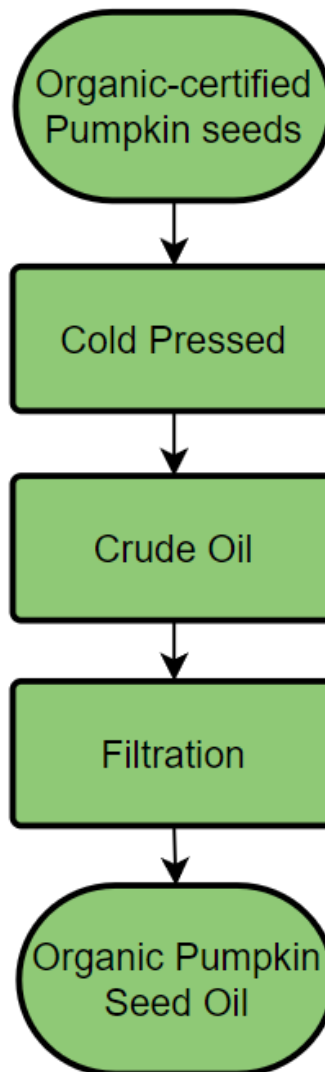 Organic-certified
Pumpkin seeds
Cold Pressed
Crude Oil
Filtration
Organic Pumpkin
Seed Oil